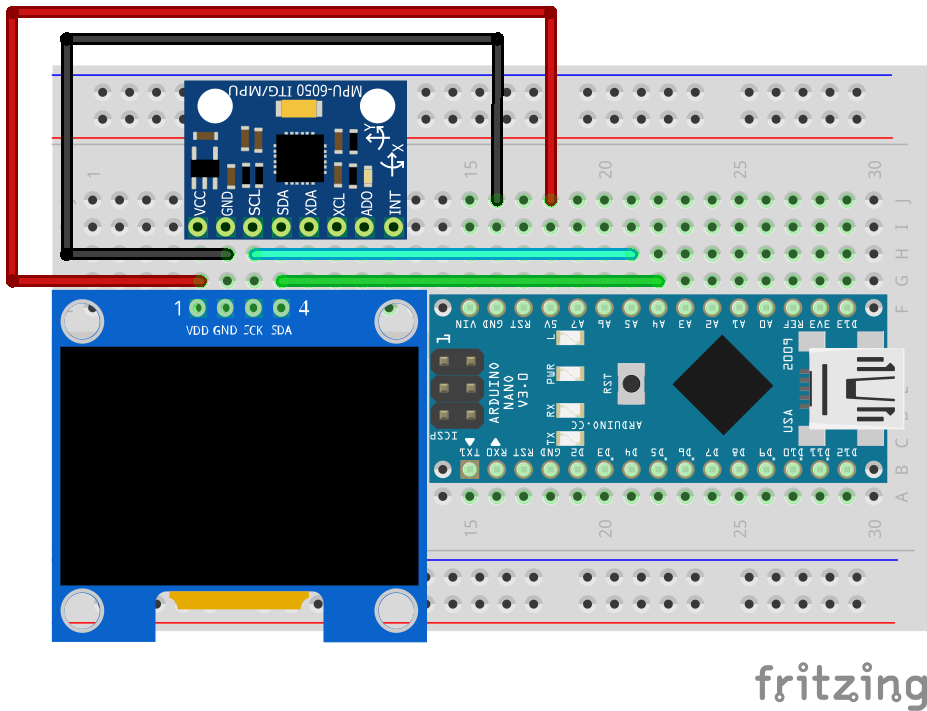 MPU-6050 ITG/MPU
Y
X
VCC GND SCL SDA XDA XCL ADO INT
1 15 20 25 30
J
I
H
G
F
1 4
VDD GND SCK SDA
VIN GND RST 5V A7 A6 A5 A4 A3 A2 A1 A0 REF 3V3 D13
1
L
PWR
RX
TX
RST
ARDUINO
NANO
V3.0
ARDUINO.CC
ICSP
2009
USA
E
D
C
B
A
TX1 RX0 RST GND D2 D3 D4 D5 D6 D7 D8 D9 D10 D11 D12
15 20 25 30
fritzing